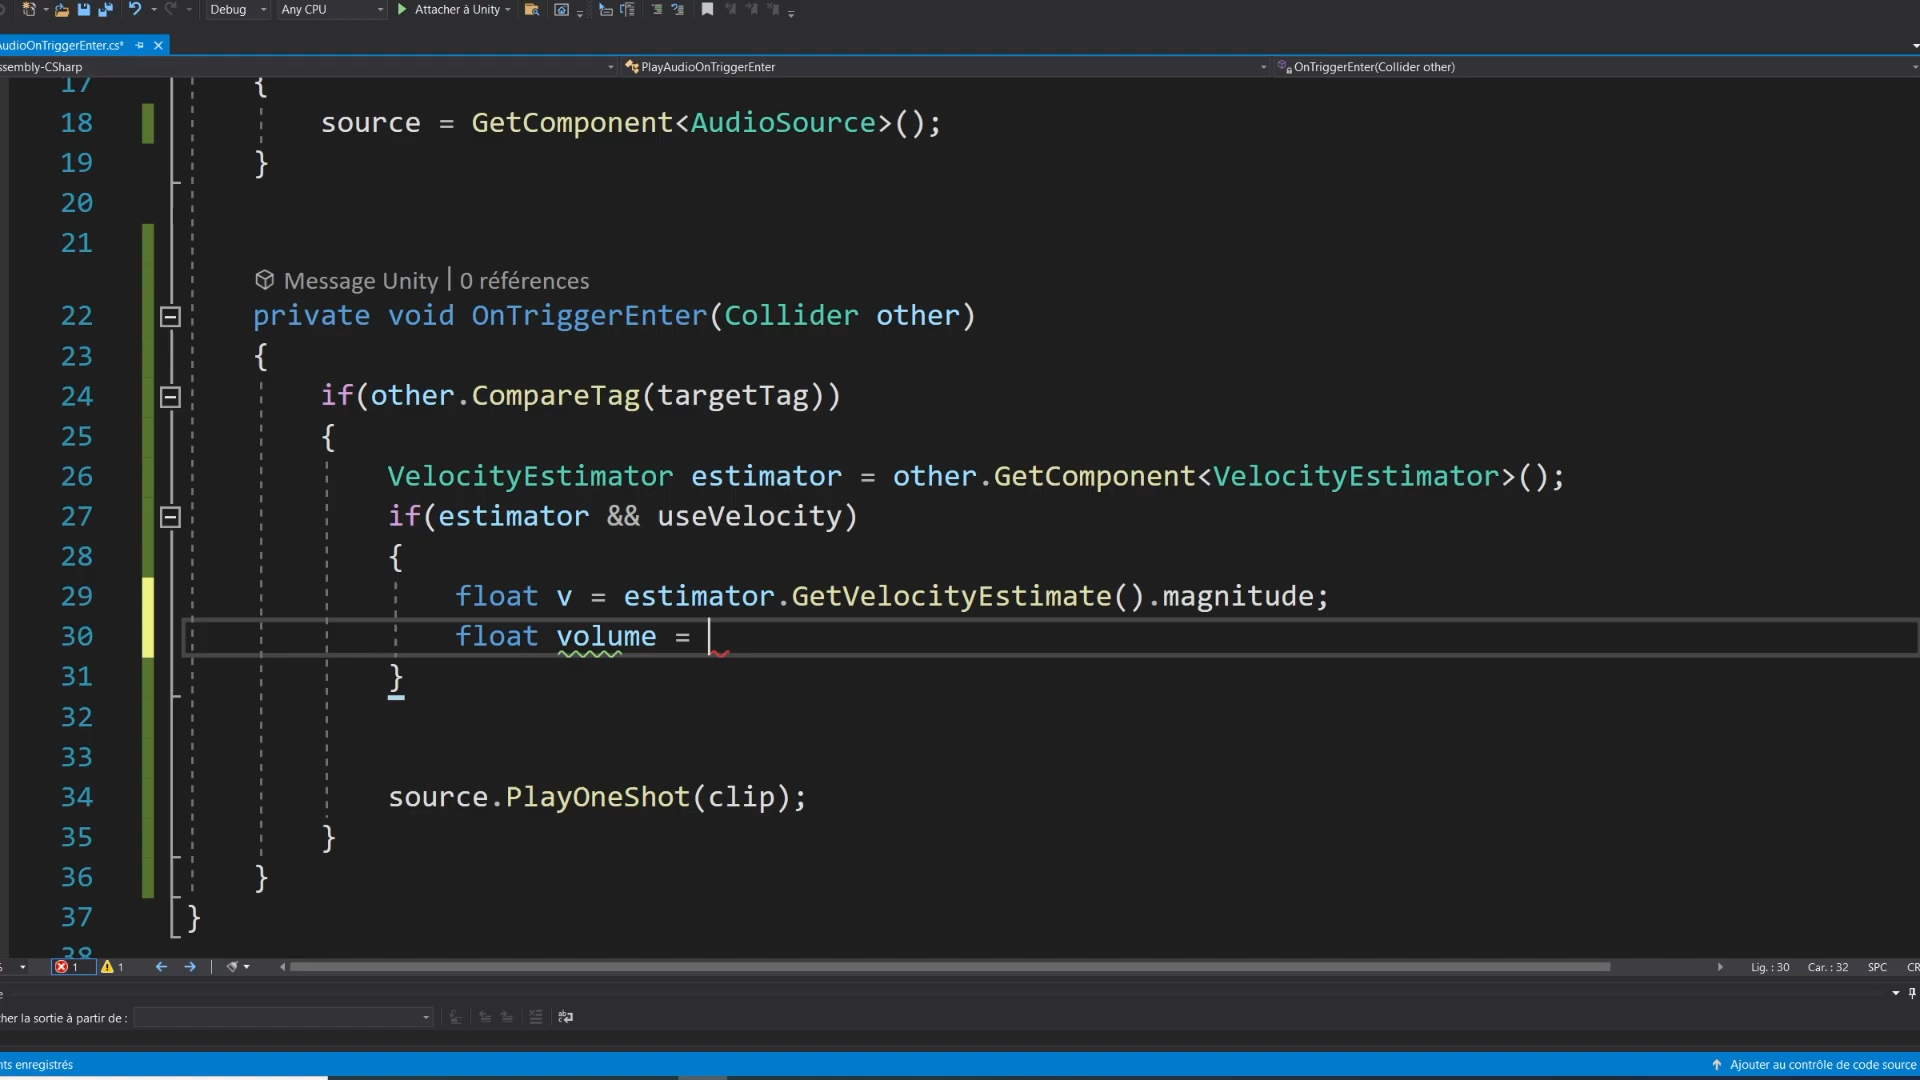 Debug Any CPU Attacher à Unity
AudioOnTriggerEnter.cs*
ssembly-CSharp PlayAudioOnTriggerEnter OnTriggerEnter(Collider other)
17 {
18 source = GetComponent<AudioSource>();
19 }
20
21
Message Unity | 0 références
22 private void OnTriggerEnter(Collider other)
23 {
24 if(other.CompareTag(targetTag))
25 {
26 VelocityEstimator estimator = other.GetComponent<VelocityEstimator>();
27 if(estimator && useVelocity)
28 {
29 float v = estimator.GetVelocityEstimate().magnitude;
30 float volume =
31 }
32
33
34 source.PlayOneShot(clip);
35 }
36 }
37 }
38
1 1 Lig. : 30 Car. : 32 SPC CR
e
her la sortie à partir de :
nts enregistrés Ajouter au contrôle de code source